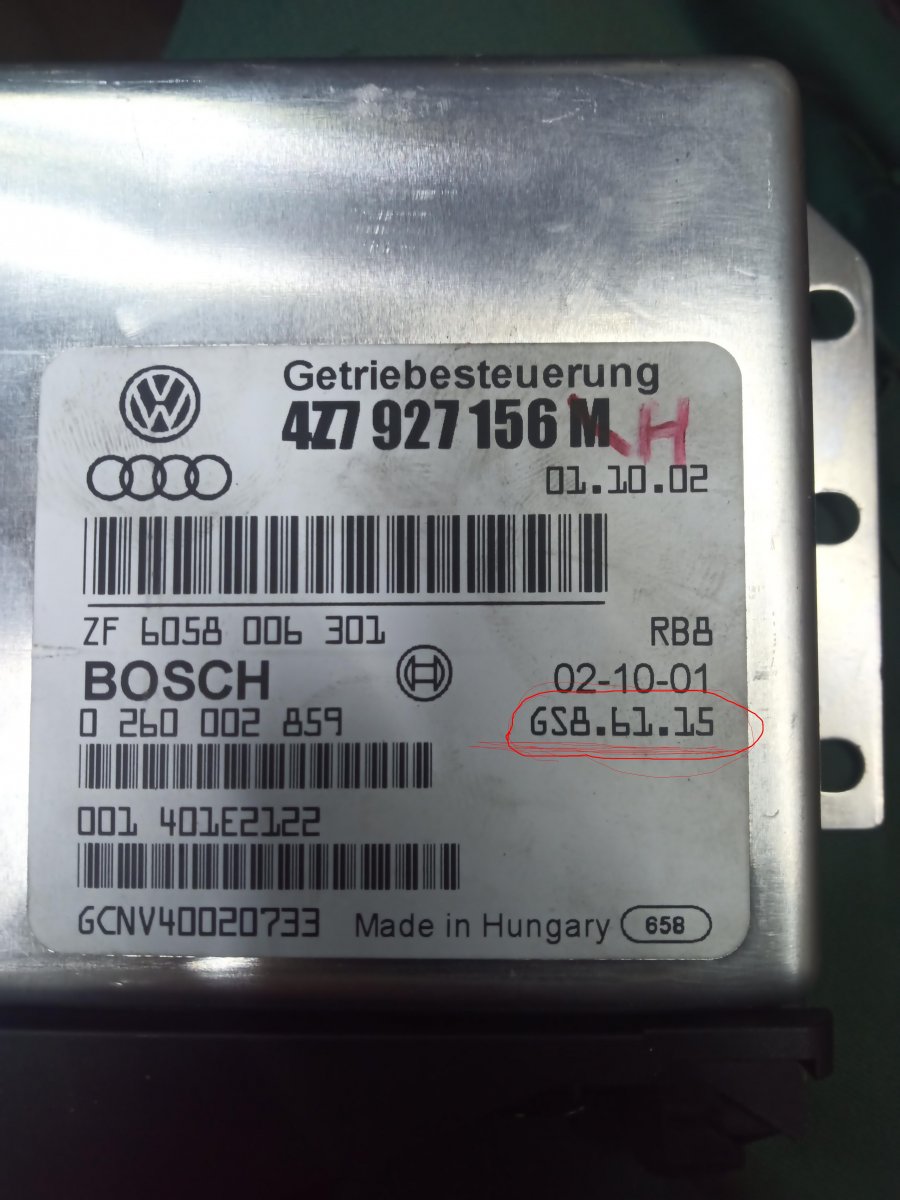 Getriebesteuerung
4Z7 927 156 M H
01.10.02
ZF 6058 006 301 RB8
BOSCH 02-10-01
0 260 002 859 GS8.61.15
001 401E2122
GCNV40020733 Made in Hungary 658